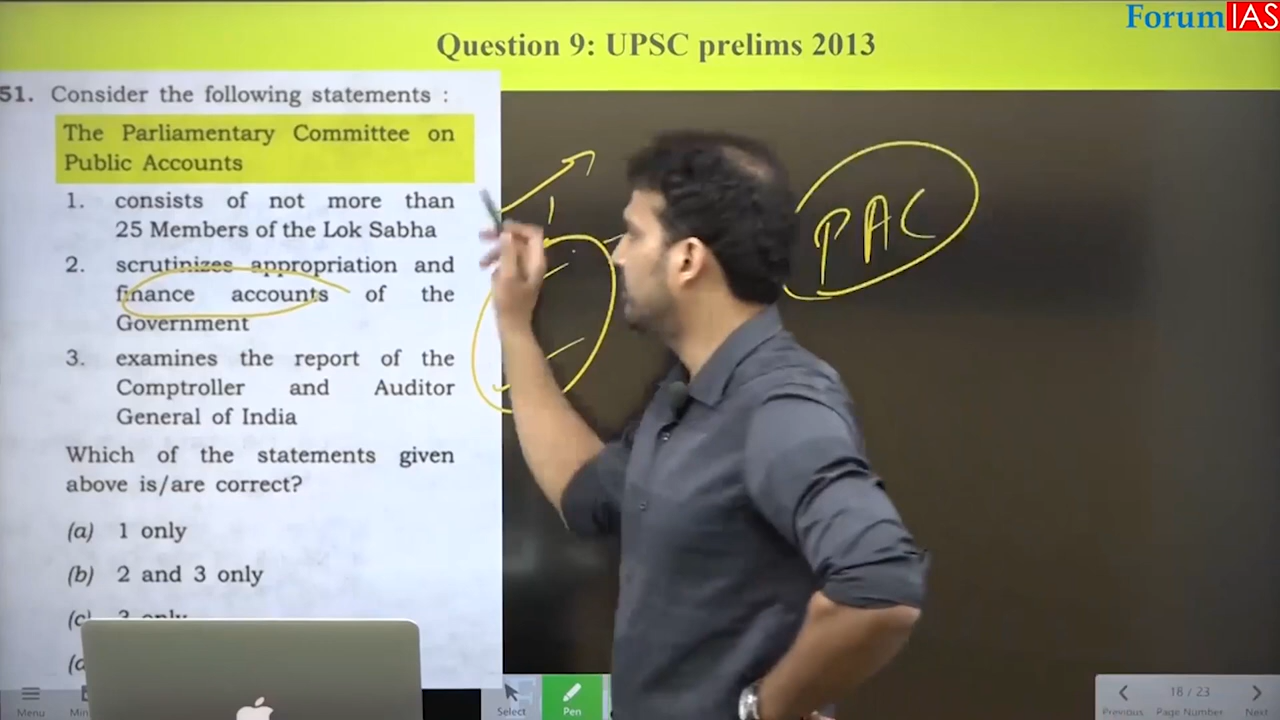 ForumIAS
Question 9: UPSC prelims 2013
51. Consider the following statements :
The Parliamentary Committee on
Public Accounts
1. consists of not more than
25 Members of the Lok Sabha
2. scrutinizes appropriation and
finance accounts of the
Government
3. examines the report of the
Comptroller and Auditor
General of India
Which of the statements given
above is/are correct?
(a) 1 only
(b) 2 and 3 only
(c) 3 only
PAC
Menu
Select
Pen
18 / 23
Previous Page Number Next